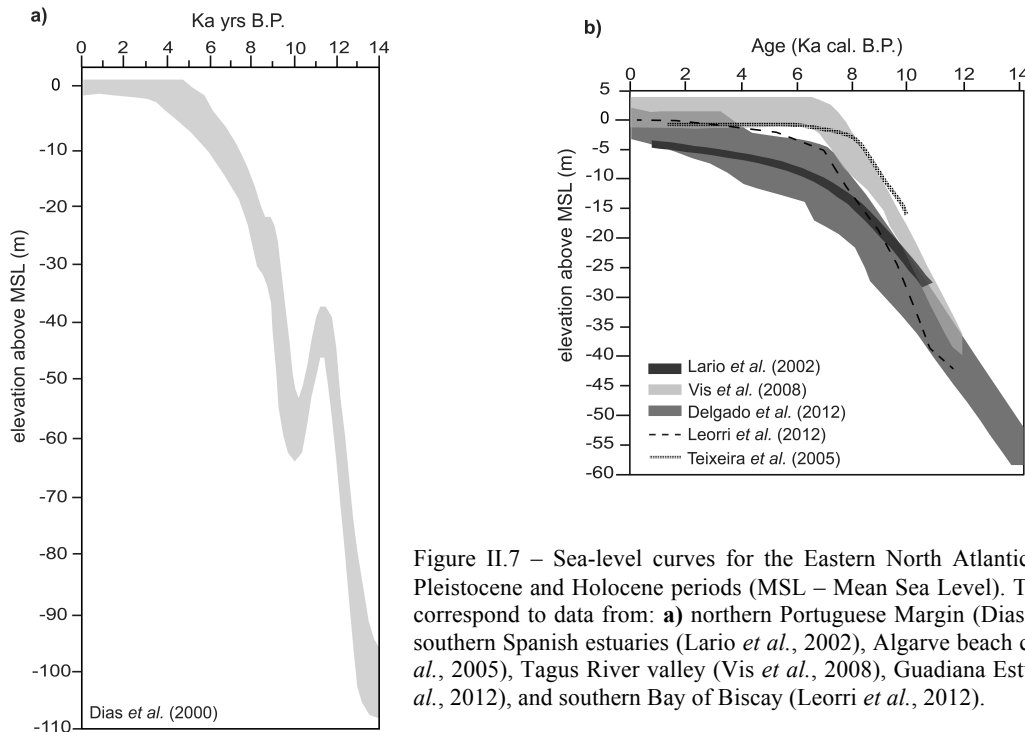 a)
Ka yrs B.P.
0 2 4 6 8 10 12 14
0
-10
-20
-30
-40
-50
-60
-70
-80
-90
-100
-110
elevation above MSL (m)
Dias et al. (2000)
b)
Age (Ka cal. B.P.)
0 2 4 6 8 10 12 14
5
0
-5
-10
-15
-20
-25
-30
-35
-40
-45
-50
-55
-60
elevation above MSL (m)
Lario et al. (2002)
Vis et al. (2008)
Delgado et al. (2012)
Leorri et al. (2012)
Teixeira et al. (2005)
Figure II.7 – Sea-level curves for the Eastern North Atlantic
Pleistocene and Holocene periods (MSL – Mean Sea Level). T
correspond to data from: a) northern Portuguese Margin (Dias
southern Spanish estuaries (Lario et al., 2002), Algarve beach c
al., 2005), Tagus River valley (Vis et al., 2008), Guadiana Est
al., 2012), and southern Bay of Biscay (Leorri et al., 2012).